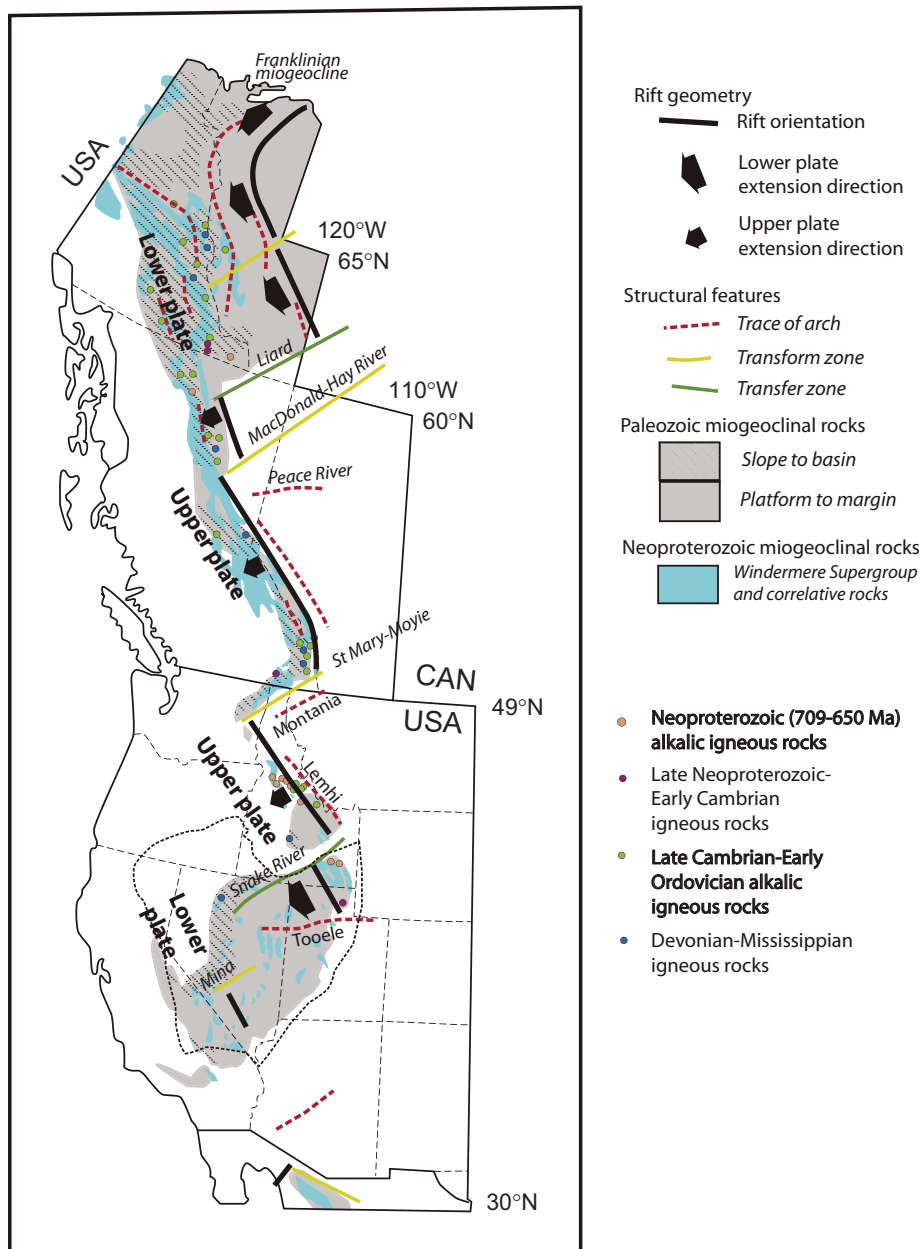 Franklinian
miogeocline
USA
120°W
65°N
Lower plate
Liard
MacDonald-Hay River
110°W
60°N
Peace River
Upper plate
St Mary-Moyie
CAN
USA
49°N
Montania
Lemhi
Upper plate
Snake River
Lower
plate
Tooele
Mina
30°N
Rift geometry
Rift orientation
Lower plate
extension direction
Upper plate
extension direction
Structural features
Trace of arch
Transform zone
Transfer zone
Paleozoic miogeoclinal rocks
Slope to basin
Platform to margin
Neoproterozoic miogeoclinal rocks
Windermere Supergroup
and correlative rocks
Neoproterozoic (709-650 Ma)
alkalic igneous rocks
Late Neoproterozoic-
Early Cambrian
igneous rocks
Late Cambrian-Early
Ordovician alkalic
igneous rocks
Devonian-Mississippian
igneous rocks